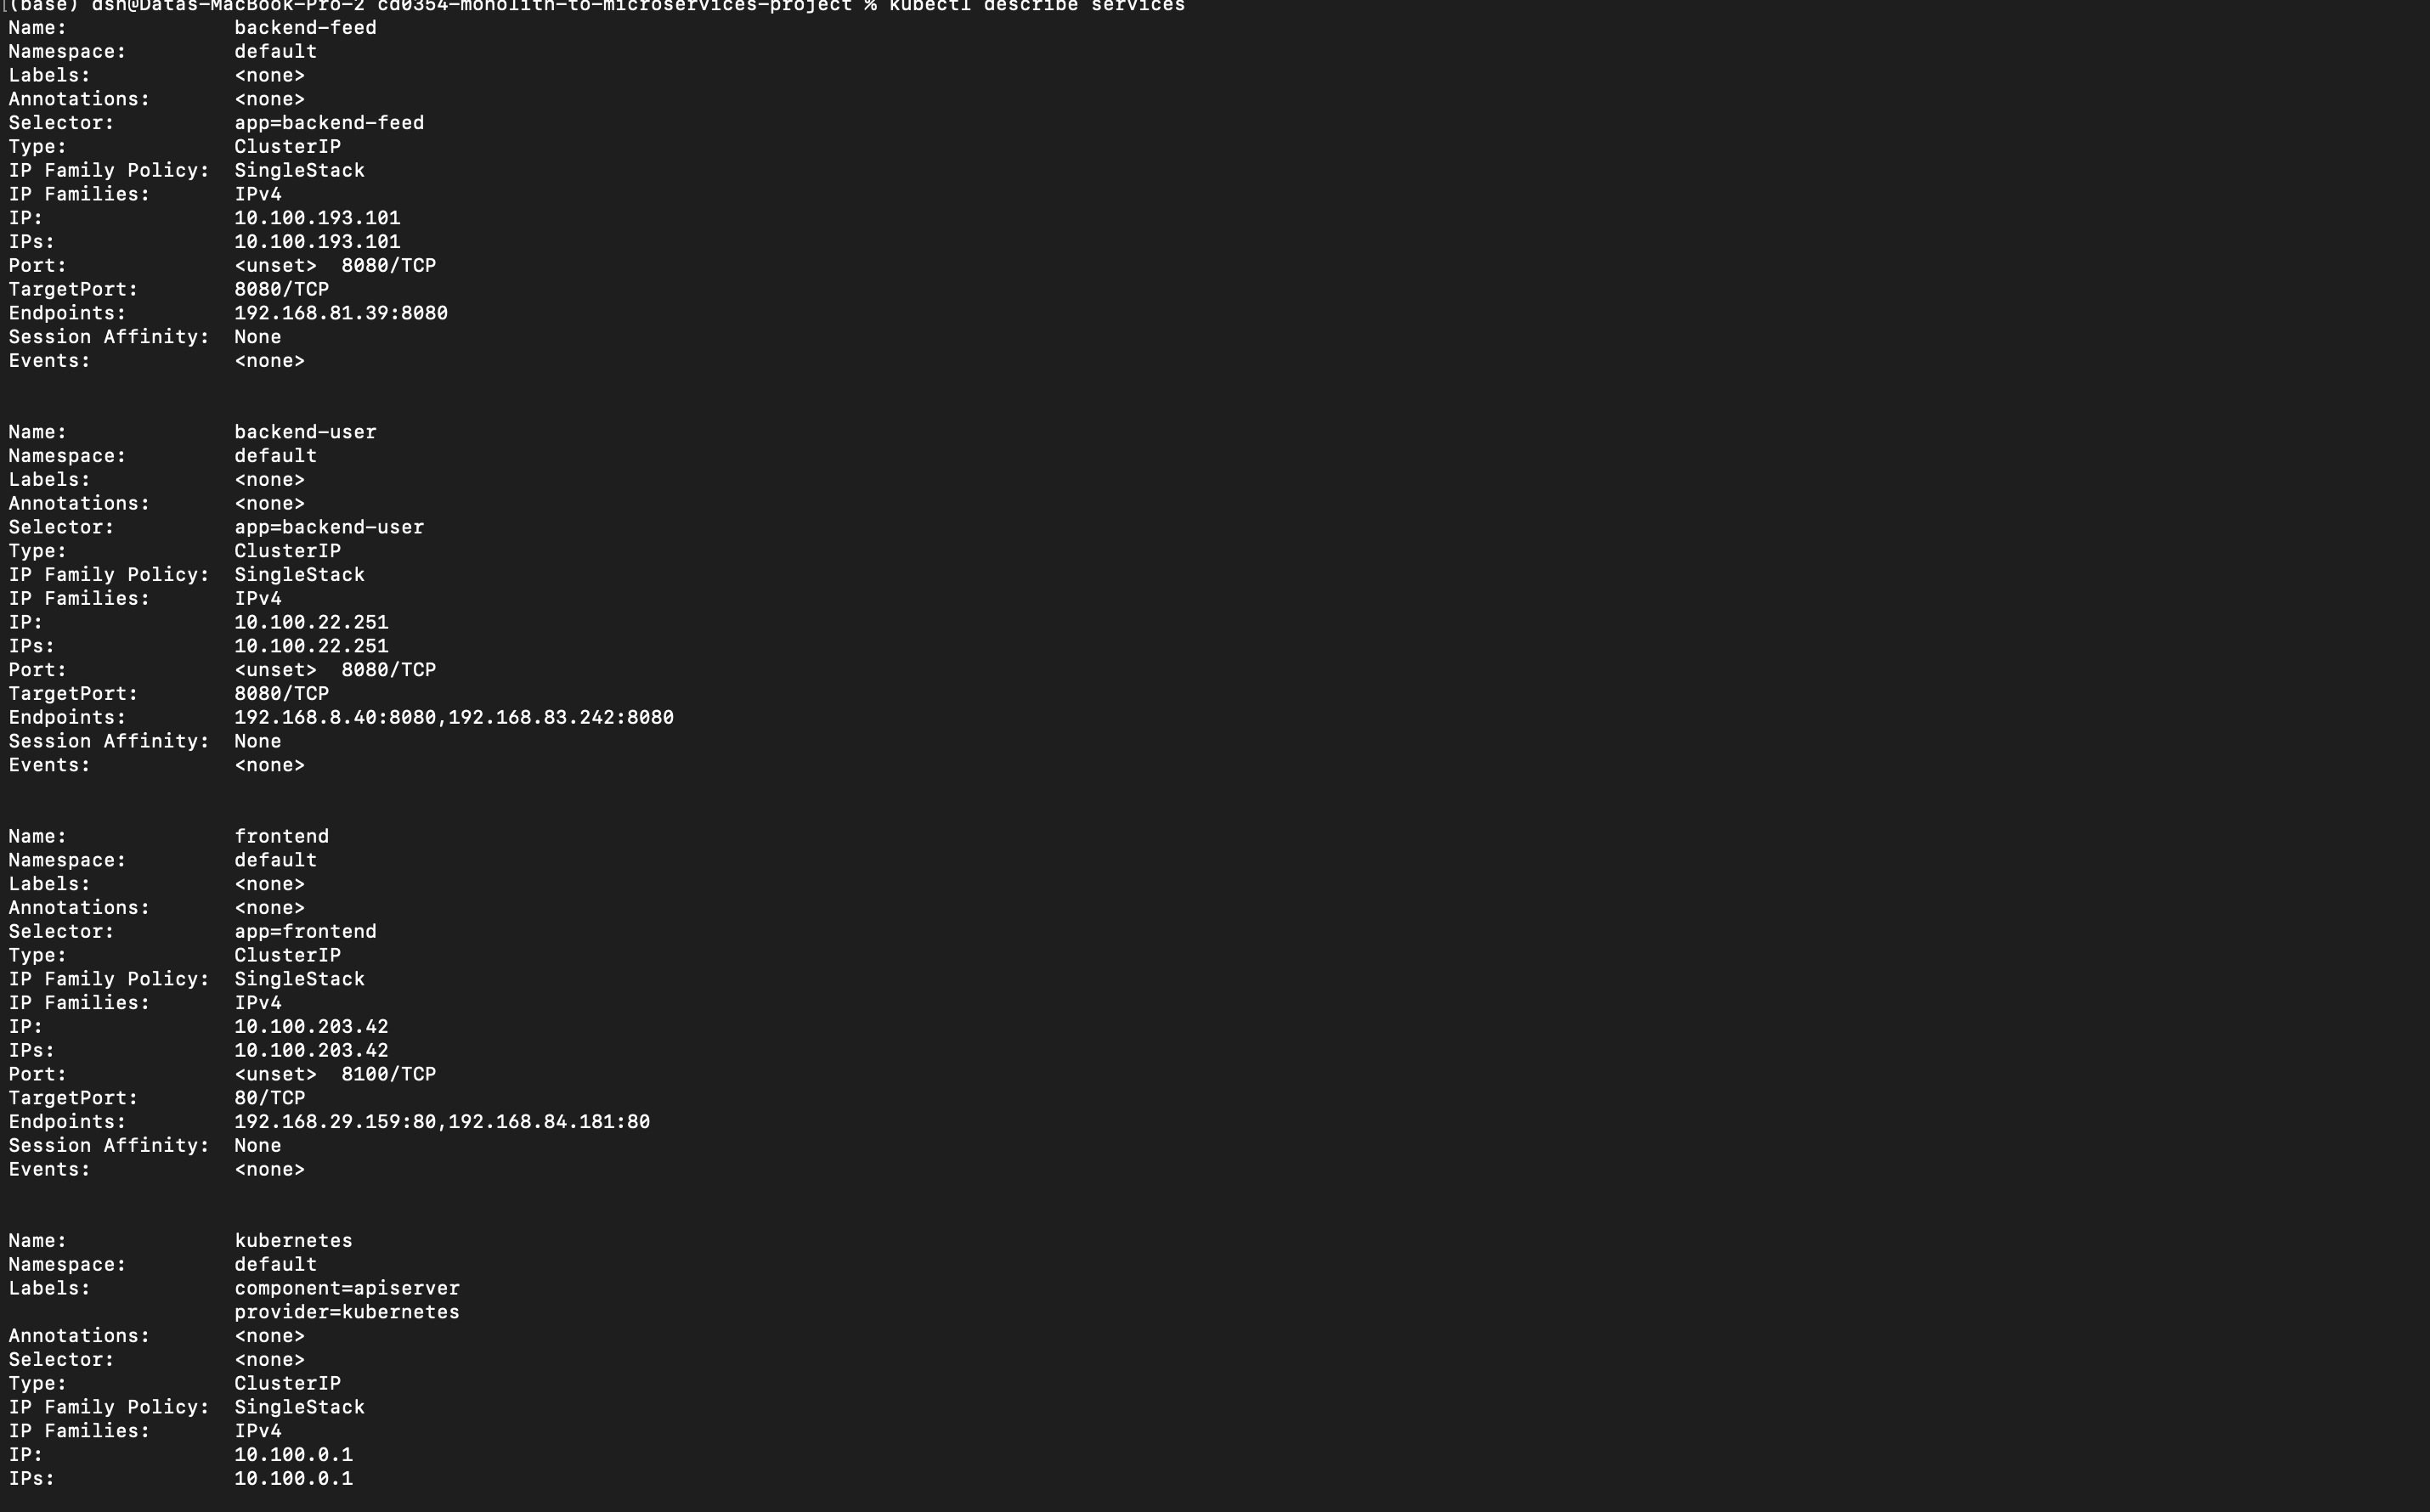 (base) dsh@Datas-MacBook-Pro-2 cd0354-monolith-to-microservices-project % kubectl describe services
Name:              backend-feed
Namespace:         default
Labels:            <none>
Annotations:       <none>
Selector:          app=backend-feed
Type:              ClusterIP
IP Family Policy:  SingleStack
IP Families:       IPv4
IP:                10.100.193.101
IPs:               10.100.193.101
Port:              <unset>  8080/TCP
TargetPort:        8080/TCP
Endpoints:         192.168.81.39:8080
Session Affinity:  None
Events:            <none>

Name:              backend-user
Namespace:         default
Labels:            <none>
Annotations:       <none>
Selector:          app=backend-user
Type:              ClusterIP
IP Family Policy:  SingleStack
IP Families:       IPv4
IP:                10.100.22.251
IPs:               10.100.22.251
Port:              <unset>  8080/TCP
TargetPort:        8080/TCP
Endpoints:         192.168.8.40:8080,192.168.83.242:8080
Session Affinity:  None
Events:            <none>

Name:              frontend
Namespace:         default
Labels:            <none>
Annotations:       <none>
Selector:          app=frontend
Type:              ClusterIP
IP Family Policy:  SingleStack
IP Families:       IPv4
IP:                10.100.203.42
IPs:               10.100.203.42
Port:              <unset>  8100/TCP
TargetPort:        80/TCP
Endpoints:         192.168.29.159:80,192.168.84.181:80
Session Affinity:  None
Events:            <none>

Name:              kubernetes
Namespace:         default
Labels:            component=apiserver
                   provider=kubernetes
Annotations:       <none>
Selector:          <none>
Type:              ClusterIP
IP Family Policy:  SingleStack
IP Families:       IPv4
IP:                10.100.0.1
IPs:               10.100.0.1